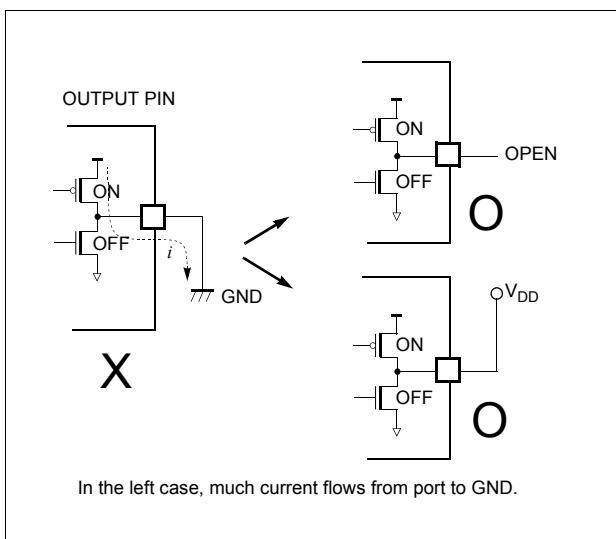 OUTPUT PIN
ON
OFF
i
GND
X
ON
OFF
OPEN
O
ON
OFF
VDD
O
In the left case, much current flows from port to GND.